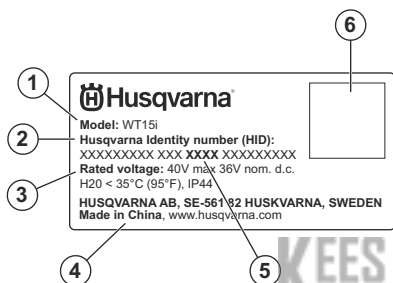 1
2
3
4
5
6
Husqvarna
Model: WT15i
Husqvarna Identity number (HID):
XXXXXXXXX XXX XXXX XXXXXXXXX
Rated voltage: 40V max 36V nom. d.c.
H20 < 35°C (95°F), IP44
HUSQVARNA AB, SE-561 82 HUSKVARNA, SWEDEN
Made in China, www.husqvarna.com
KEES